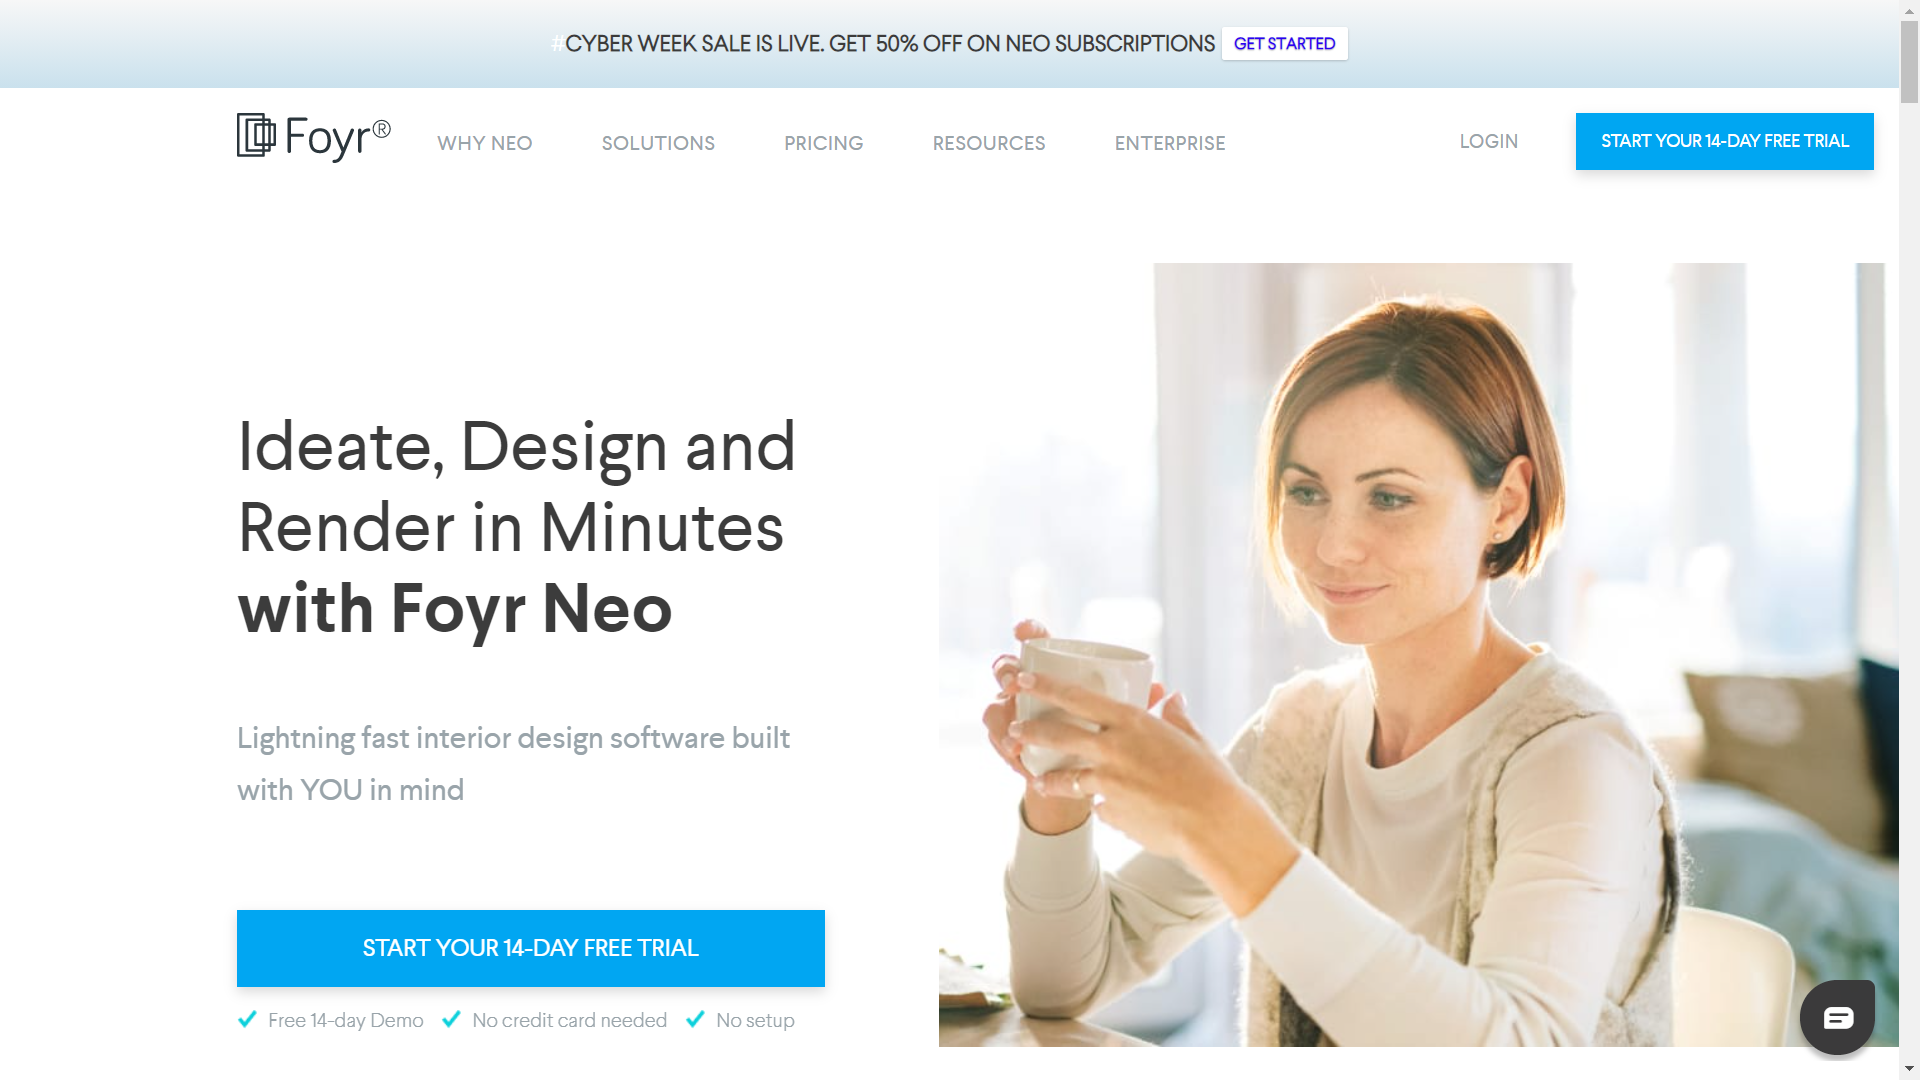 #CYBER WEEK SALE IS LIVE. GET 50% OFF ON NEO SUBSCRIPTIONS GET STARTED
Foyr® WHY NEO SOLUTIONS PRICING RESOURCES ENTERPRISE LOGIN START YOUR 14-DAY FREE TRIAL
Ideate, Design and
Render in Minutes
with Foyr Neo
Lightning fast interior design software built
with YOU in mind
START YOUR 14-DAY FREE TRIAL
Free 14-day Demo No credit card needed No setup